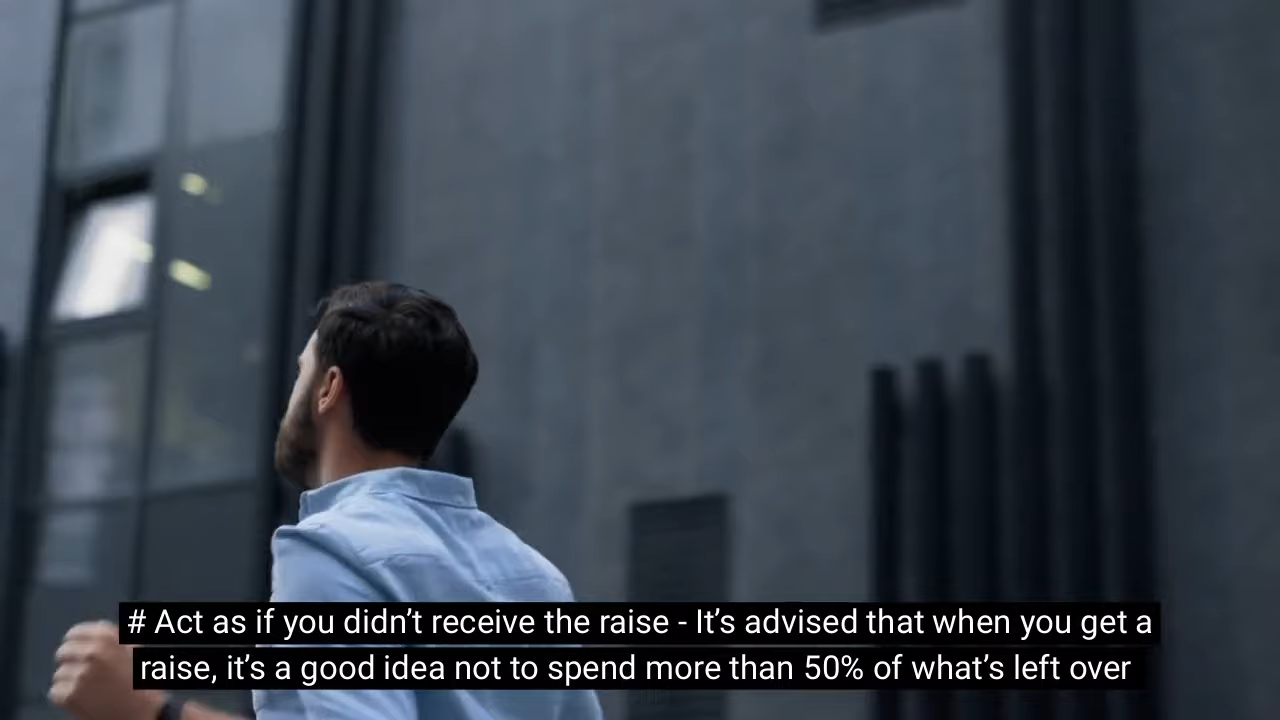 # Act as if you didn’t receive the raise - It’s advised that when you get a
raise, it’s a good idea not to spend more than 50% of what’s left over